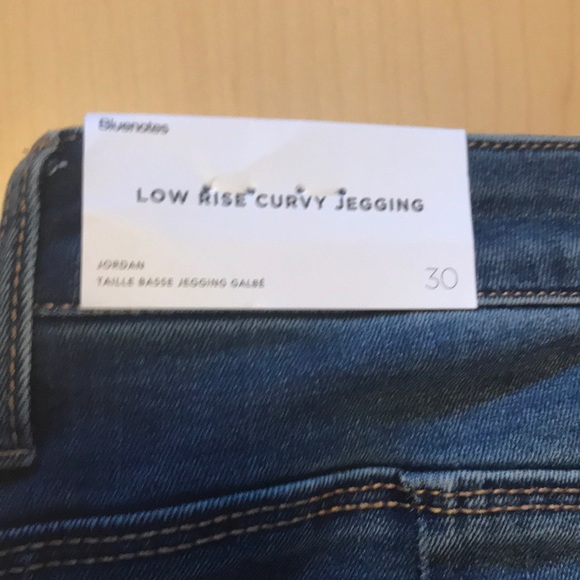 Bluenotes
LOW RISE CURVY JEGGING
JORDAN
TAILLE BASSE JEGGING GALBÉ
30